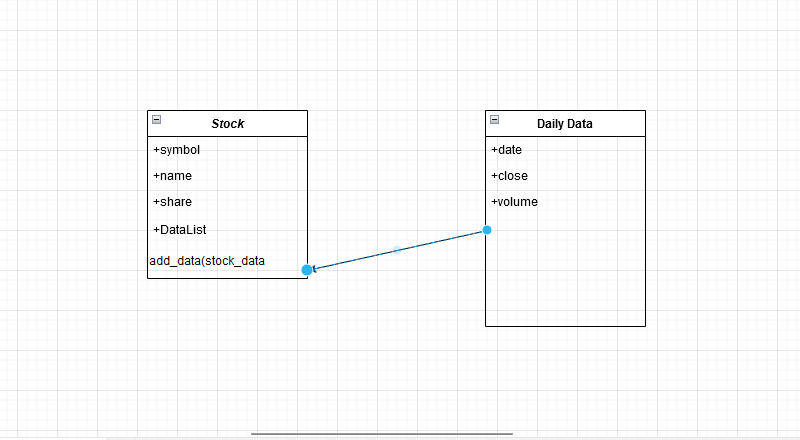 Stock
+symbol
+name
+share
+DataList
add_data(stock_data
Daily Data
+date
+close
+volume